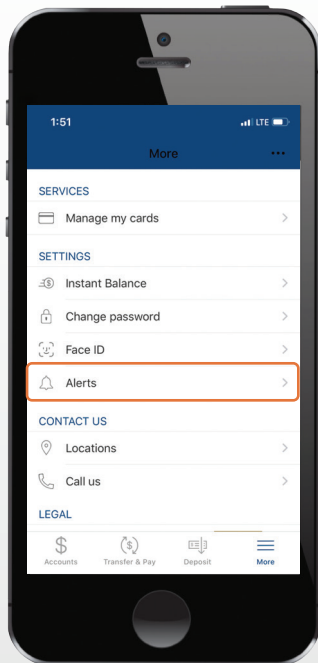 1:51
LTE
More
SERVICES
Manage my cards
SETTINGS
Instant Balance
Change password
Face ID
Alerts
CONTACT US
Locations
Call us
LEGAL
Accounts Transfer & Pay Deposit More